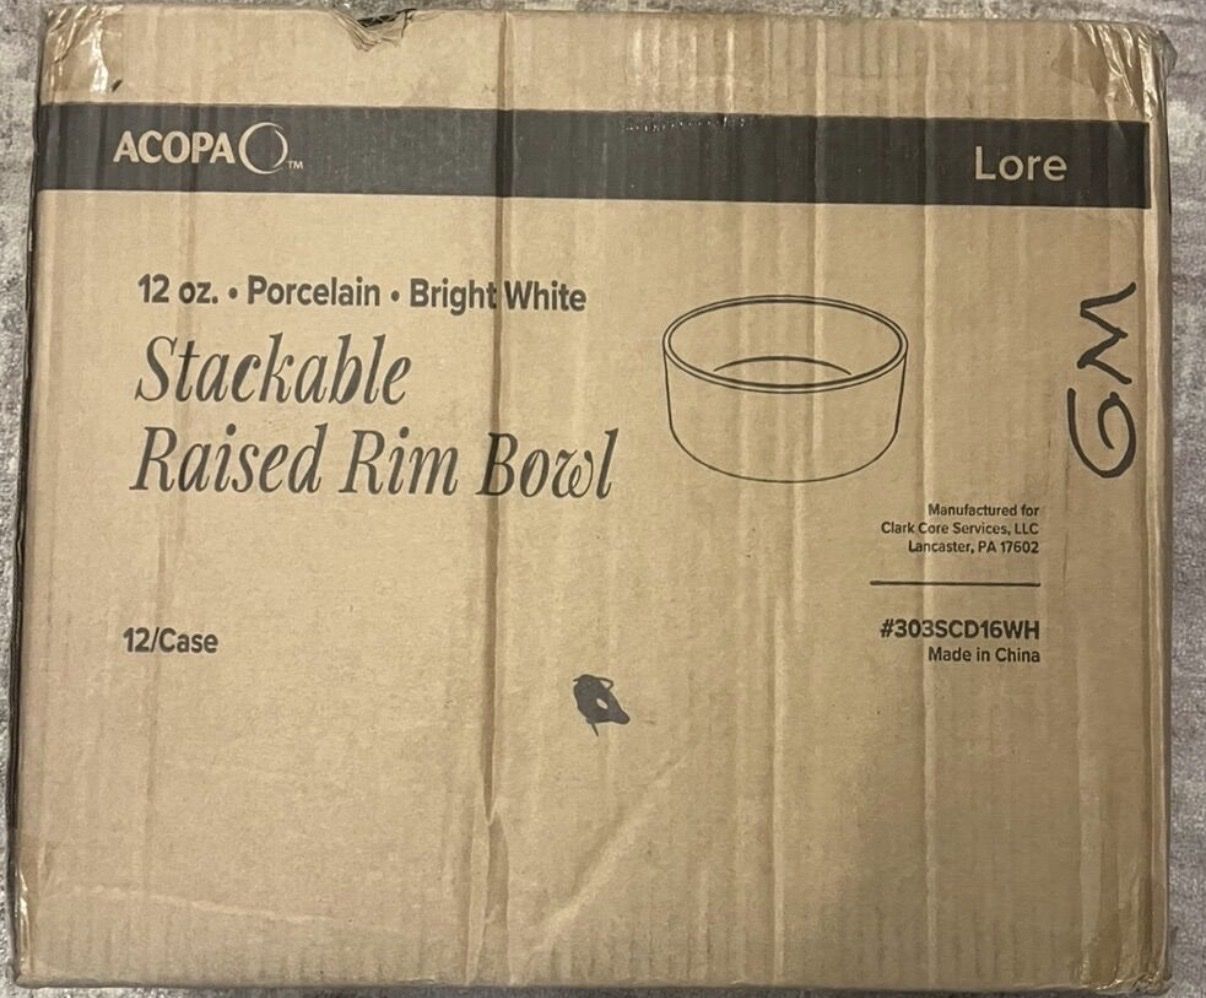 ACOPA™
Lore
12 oz. • Porcelain • Bright White
Stackable
Raised Rim Bowl
GM
Manufactured for
Clark Core Services, LLC
Lancaster, PA 17602
12/Case
#303SCD16WH
Made in China